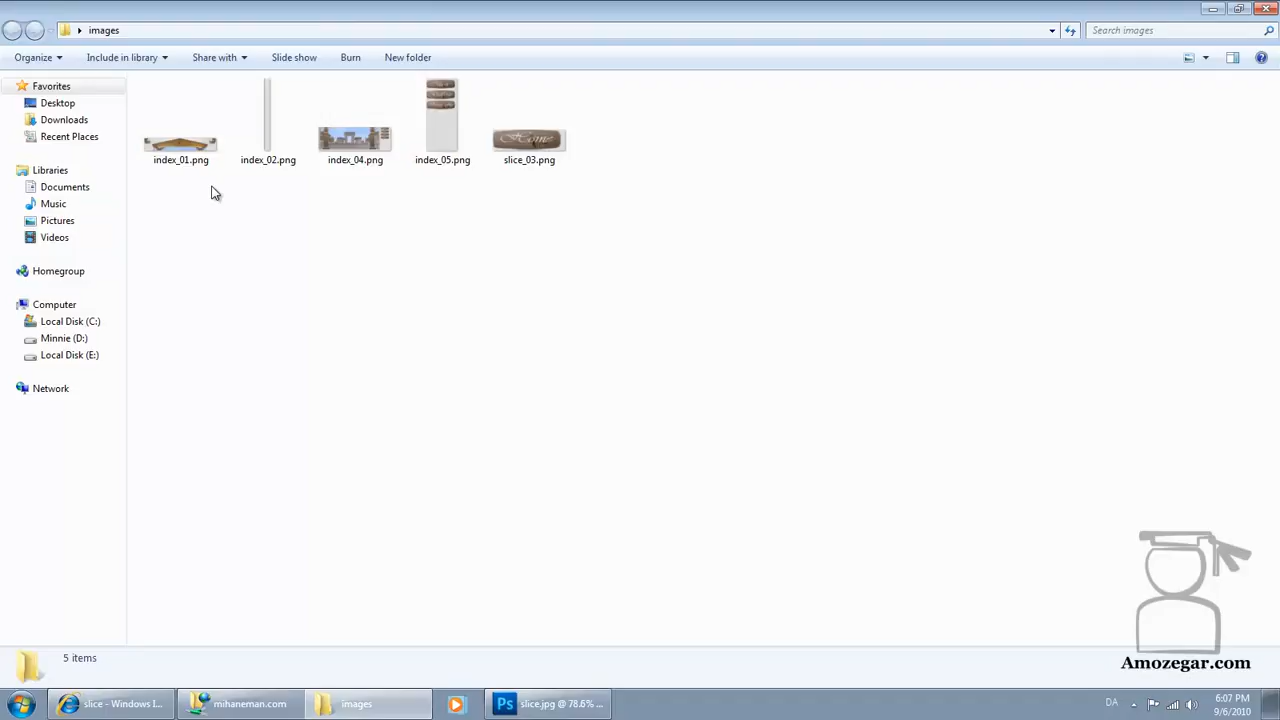 images
Search images
Organize
Include in library
Share with
Slide show
Burn
New folder
Favorites
Desktop
Downloads
Recent Places
Libraries
Documents
Music
Pictures
Videos
Homegroup
Computer
Local Disk (C:)
Minnie (D:)
Local Disk (E:)
Network
Home
index_01.png
index_02.png
index_04.png
index_05.png
slice_03.png
Amozegar.com
5 items
slice - Windows I...
mihaneman.com
images
Ps
slice.jpg @ 78.6% ...
DA
6:07 PM
9/6/2010